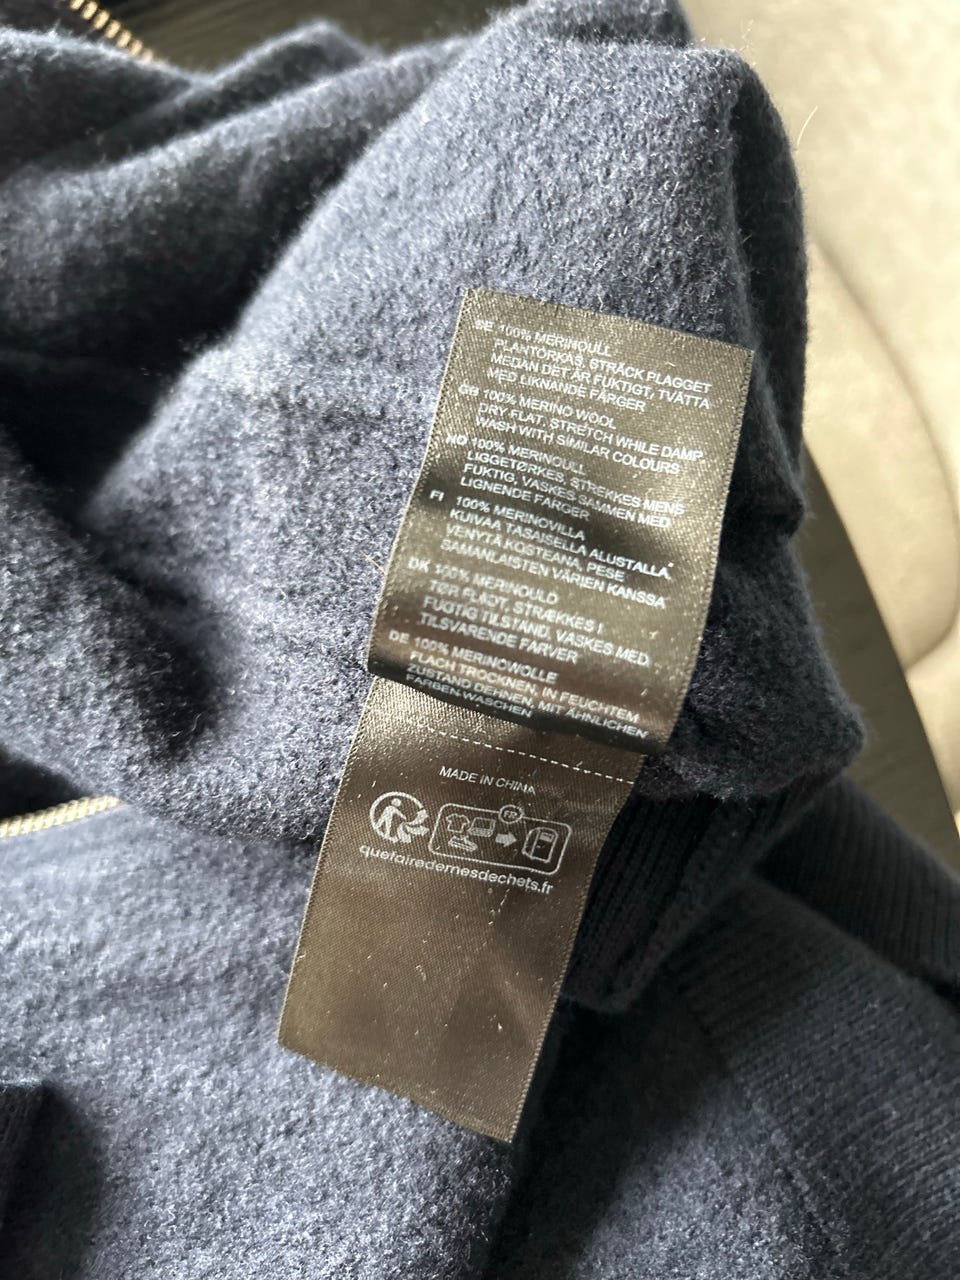 SE 100% MERINOULL
PLANTORKAS, STRÄCK PLAGGET
MEDAN DET ÄR FUKTIGT, TVÄTTA
MED LIKNANDE FÄRGER
GB 100% MERINO WOOL
DRY FLAT, STRETCH WHILE DAMP,
WASH WITH SIMILAR COLOURS
NO 100% MERINOULL
LIGGETØRKES, STREKKES MENS
FUKTIG, VASKES SAMMEN MED
LIGNENDE FARGER
FI 100% MERINOVILLA
KUIVAA TASAISELLA ALUSTALLA,
VENYTÄ KOSTEANA, PESE
SAMANLAISTEN VÄRIEN KANSSA
DK 100% MERINOULD
TØR FLADT, STRÆKKES I
FUGTIG TILSTAND, VASKES MED
TILSVARENDE FARVER
DE 100% MERINOWOLLE
FLACH TROCKNEN, IN FEUCHTEM
ZUSTAND DEHNEN, MIT ÄHNLICHEN
FARBEN WASCHEN
MADE IN CHINA
FR
quefairedemesdechets.fr